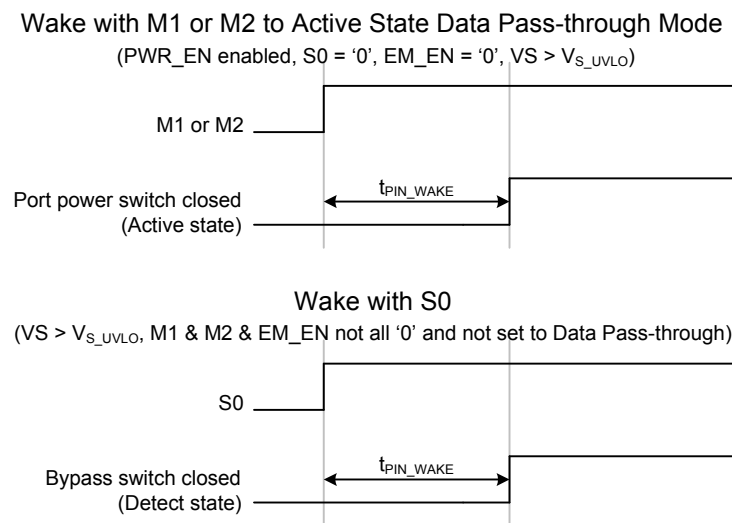 Wake with M1 or M2 to Active State Data Pass-through Mode
(PWR_EN enabled, S0 = ‘0’, EM_EN = ‘0’, VS > VS_UVLO)
M1 or M2
Port power switch closed
(Active state)
tPIN_WAKE
Wake with S0
(VS > VS_UVLO, M1 & M2 & EM_EN not all ‘0’ and not set to Data Pass-through)
S0
Bypass switch closed
(Detect state)
tPIN_WAKE